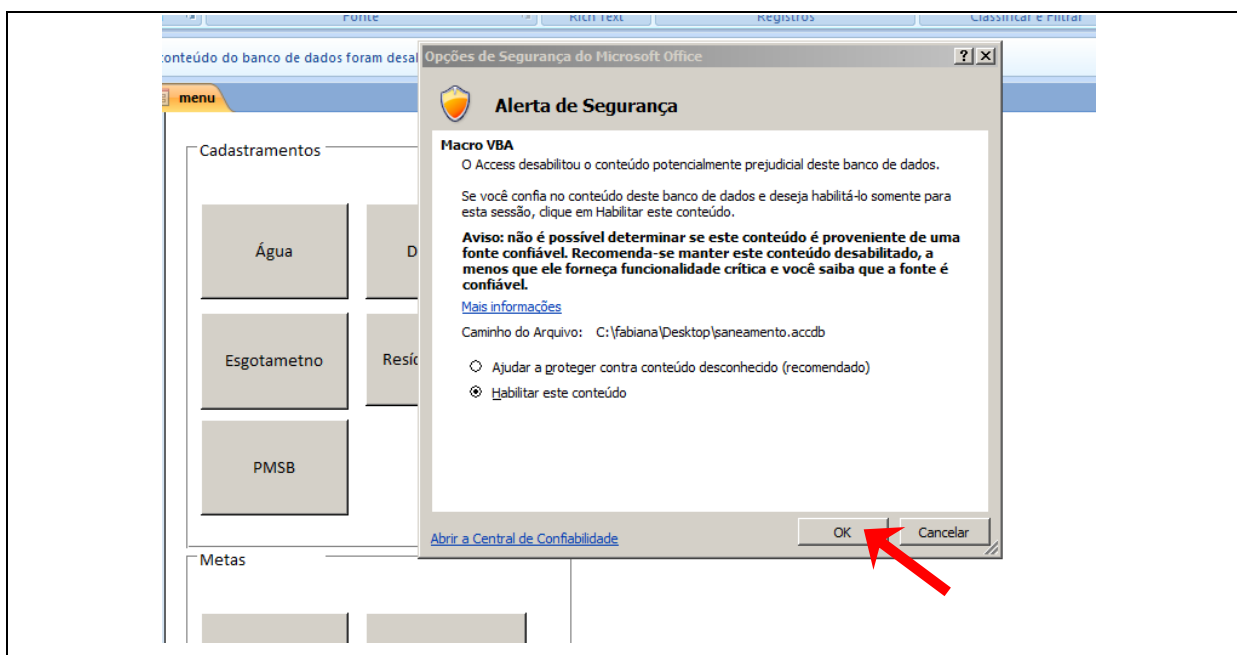 Fonte
Rich Text
Registros
Classificar e Filtrar
conteúdo do banco de dados foram desal
Opções de Segurança do Microsoft Office
menu
Alerta de Segurança
Cadastramentos
Macro VBA
O Access desabilitou o conteúdo potencialmente prejudicial deste banco de dados.
Se você confia no conteúdo deste banco de dados e deseja habilitá-lo somente para
esta sessão, clique em Habilitar este conteúdo.
Aviso: não é possível determinar se este conteúdo é proveniente de uma
fonte confiável. Recomenda-se manter este conteúdo desabilitado, a
menos que ele forneça funcionalidade crítica e você saiba que a fonte é
confiável.
Mais informações
Caminho do Arquivo: C:\fabiana\Desktop\saneamento.accdb
Ajudar a proteger contra conteúdo desconhecido (recomendado)
Habilitar este conteúdo
Água
D
Esgotametno
Resíd
PMSB
Abrir a Central de Confiabilidade
OK
Cancelar
Metas